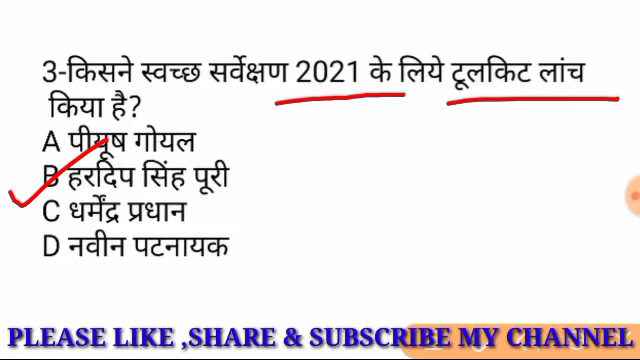 3-किसने स्वच्छ सर्वेक्षण 2021 के लिये टूलकिट लांच
किया है?
A पीयूष गोयल
B हरदिप सिंह पूरी
C धर्मेंद्र प्रधान
D नवीन पटनायक
PLEASE LIKE ,SHARE & SUBSCRIBE MY CHANNEL